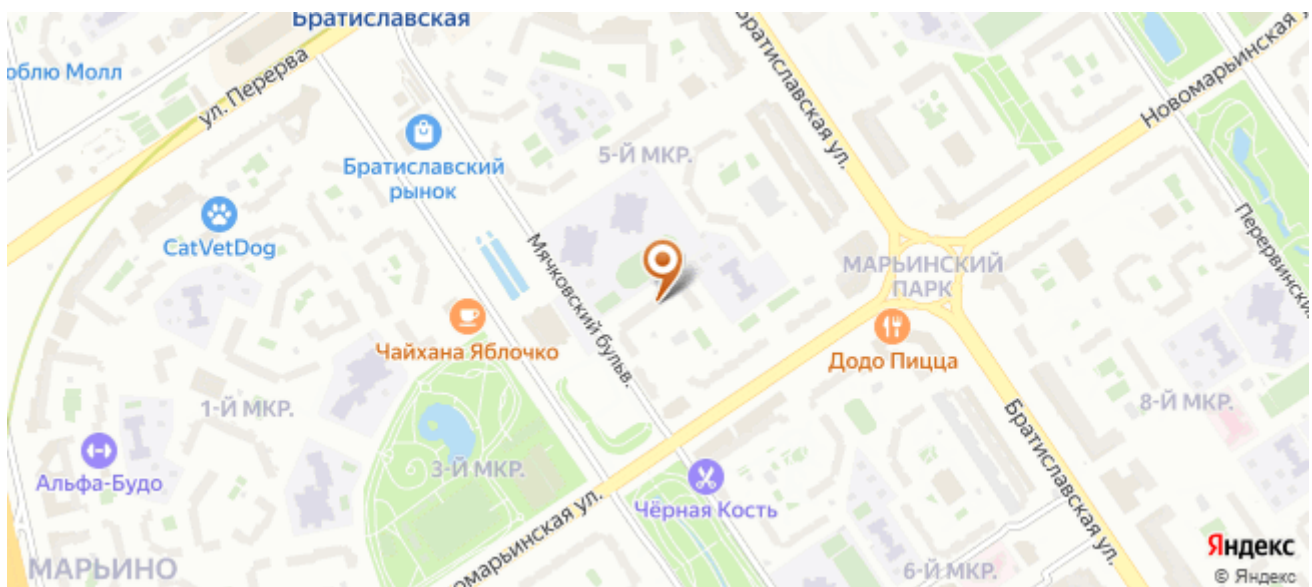 Братиславская
облю Молл
ул. Перерва
Братиславская ул.
Новомарьинская у
Братиславский
рынок
5-Й МКР.
CatVetDog
Перервинский
Мячковский бульв.
МАРЬИНСКИЙ
ПАРК
Чайхана Яблочко
Додо Пицца
1-Й МКР.
8-Й МКР.
Альфа-Будо
3-Й МКР.
Братиславская ул.
Чёрная Кость
Новомарьинская ул.
МАРЬИНО
6-Й МКР.
Яндекс
© Яндекс